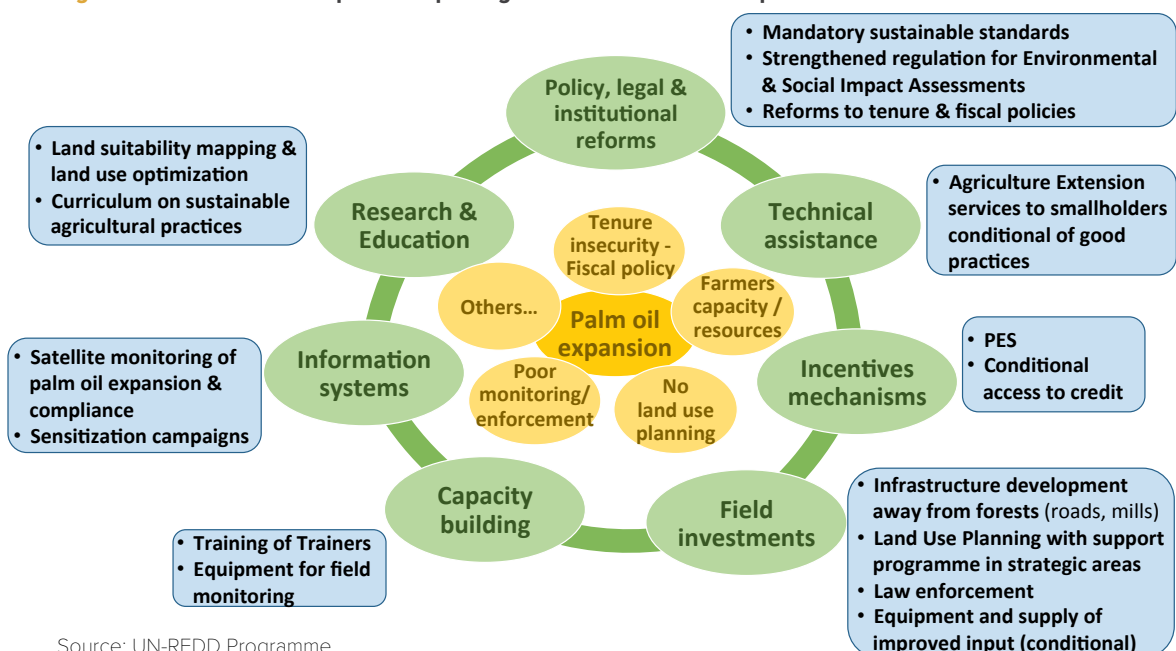 • Mandatory sustainable standards
• Strengthened regulation for Environmental
& Social Impact Assessments
• Reforms to tenure & fiscal policies
Policy, legal &
institutional
reforms
• Land suitability mapping &
land use optimization
• Curriculum on sustainable
agricultural practices
Research &
Education
Technical
assistance
• Agriculture Extension
services to smallholders
conditional of good
practices
Tenure
insecurity -
Fiscal policy
Others...
Farmers
capacity /
resources
Palm oil
expansion
Poor
monitoring/
enforcement
No
land use
planning
• Satellite monitoring of
palm oil expansion &
compliance
• Sensitization campaigns
Information
systems
Incentives
mechanisms
• PES
• Conditional
access to credit
Capacity
building
Field
investments
• Training of Trainers
• Equipment for field
monitoring
• Infrastructure development
away from forests (roads, mills)
• Land Use Planning with support
programme in strategic areas
• Law enforcement
• Equipment and supply of
improved input (conditional)
Source: UN-REDD Programme